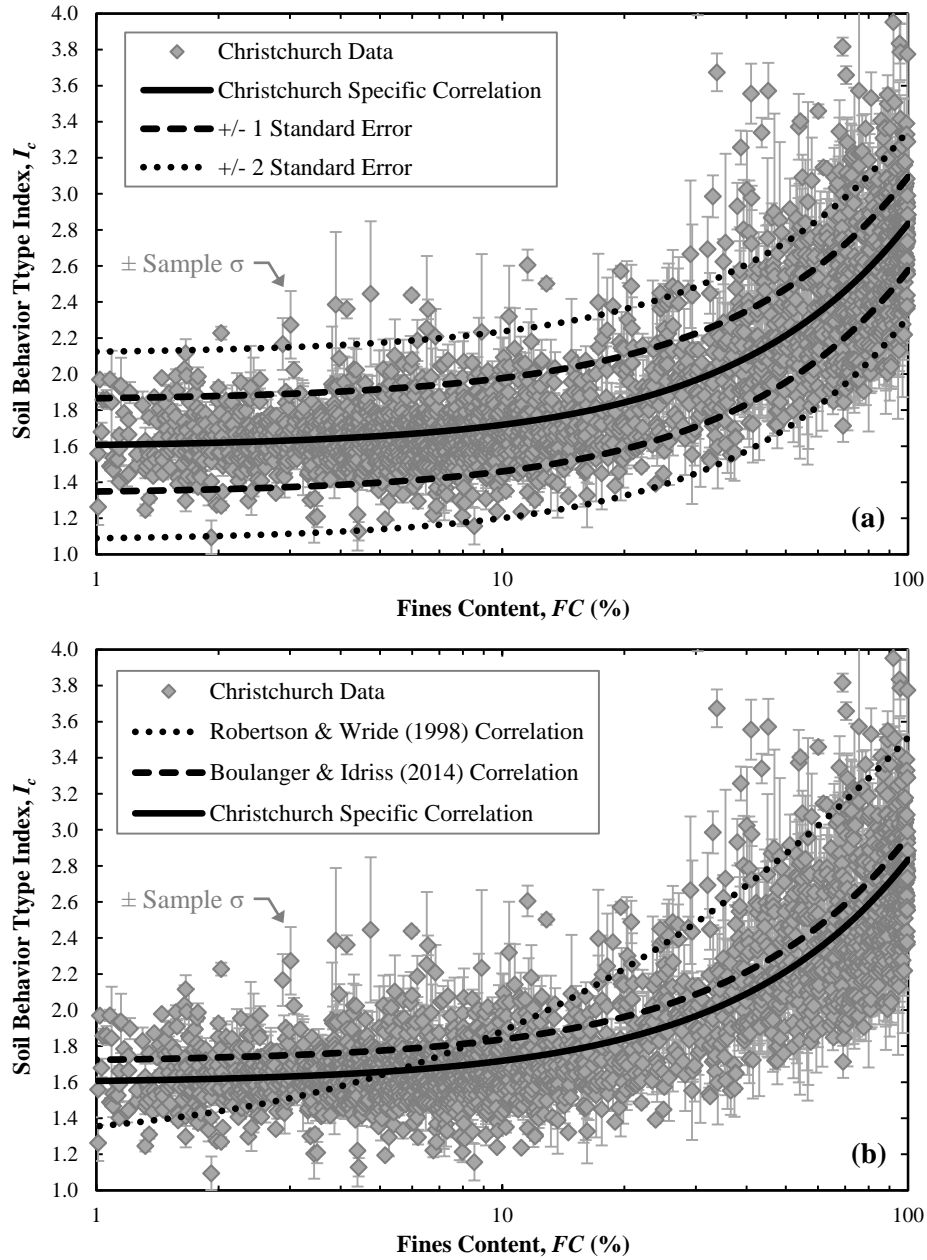 4.0
3.8
3.6
3.4
3.2
3.0
2.8
2.6
2.4
2.2
2.0
1.8
1.6
1.4
1.2
1.0
Soil Behavior Ttype Index, Ic
Christchurch Data
Christchurch Specific Correlation
+/- 1 Standard Error
+/- 2 Standard Error
± Sample σ
(a)
1 10 100
Fines Content, FC (%)
4.0
3.8
3.6
3.4
3.2
3.0
2.8
2.6
2.4
2.2
2.0
1.8
1.6
1.4
1.2
1.0
Soil Behavior Ttype Index, Ic
Christchurch Data
Robertson & Wride (1998) Correlation
Boulanger & Idriss (2014) Correlation
Christchurch Specific Correlation
± Sample σ
(b)
1 10 100
Fines Content, FC (%)